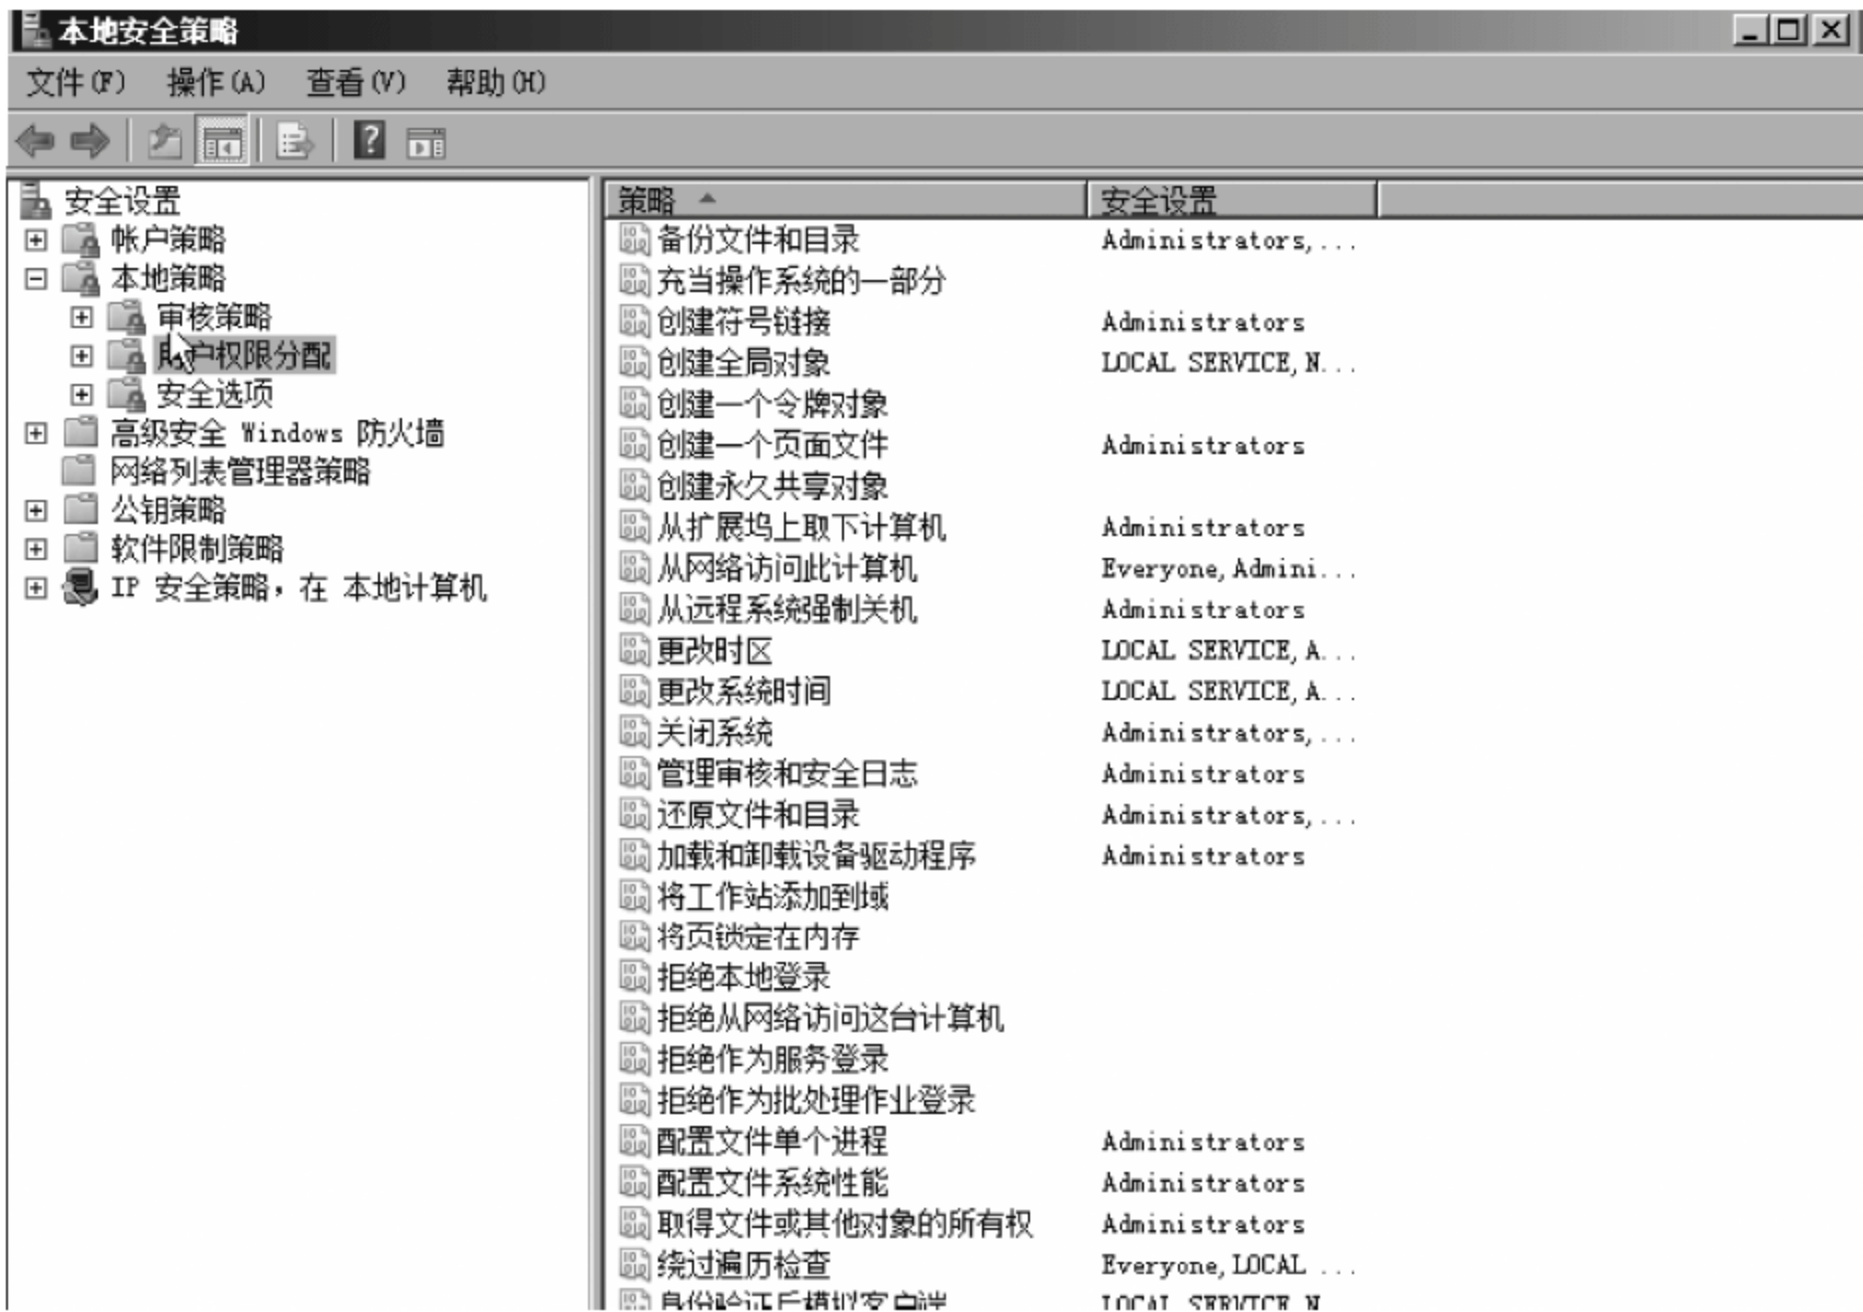 本地安全策略
文件(F) 操作(A) 查看(V) 帮助(H)
安全设置
帐户策略
本地策略
审核策略
用户权限分配
安全选项
高级安全 Windows 防火墙
网络列表管理器策略
公钥策略
软件限制策略
IP 安全策略，在 本地计算机
策略 安全设置
备份文件和目录 Administrators,...
充当操作系统的一部分
创建符号链接 Administrators
创建全局对象 LOCAL SERVICE,N...
创建一个令牌对象
创建一个页面文件 Administrators
创建永久共享对象
从扩展坞上取下计算机 Administrators
从网络访问此计算机 Everyone,Admini...
从远程系统强制关机 Administrators
更改时区 LOCAL SERVICE,A...
更改系统时间 LOCAL SERVICE,A...
关闭系统 Administrators,...
管理审核和安全日志 Administrators
还原文件和目录 Administrators,...
加载和卸载设备驱动程序 Administrators
将工作站添加到域
将页锁定在内存
拒绝本地登录
拒绝从网络访问这台计算机
拒绝作为服务登录
拒绝作为批处理作业登录
配置文件单个进程 Administrators
配置文件系统性能 Administrators
取得文件或其他对象的所有权 Administrators
绕过遍历检查 Everyone,LOCAL ...
身份验证后模拟客户端 LOCAL SERVICE,N...